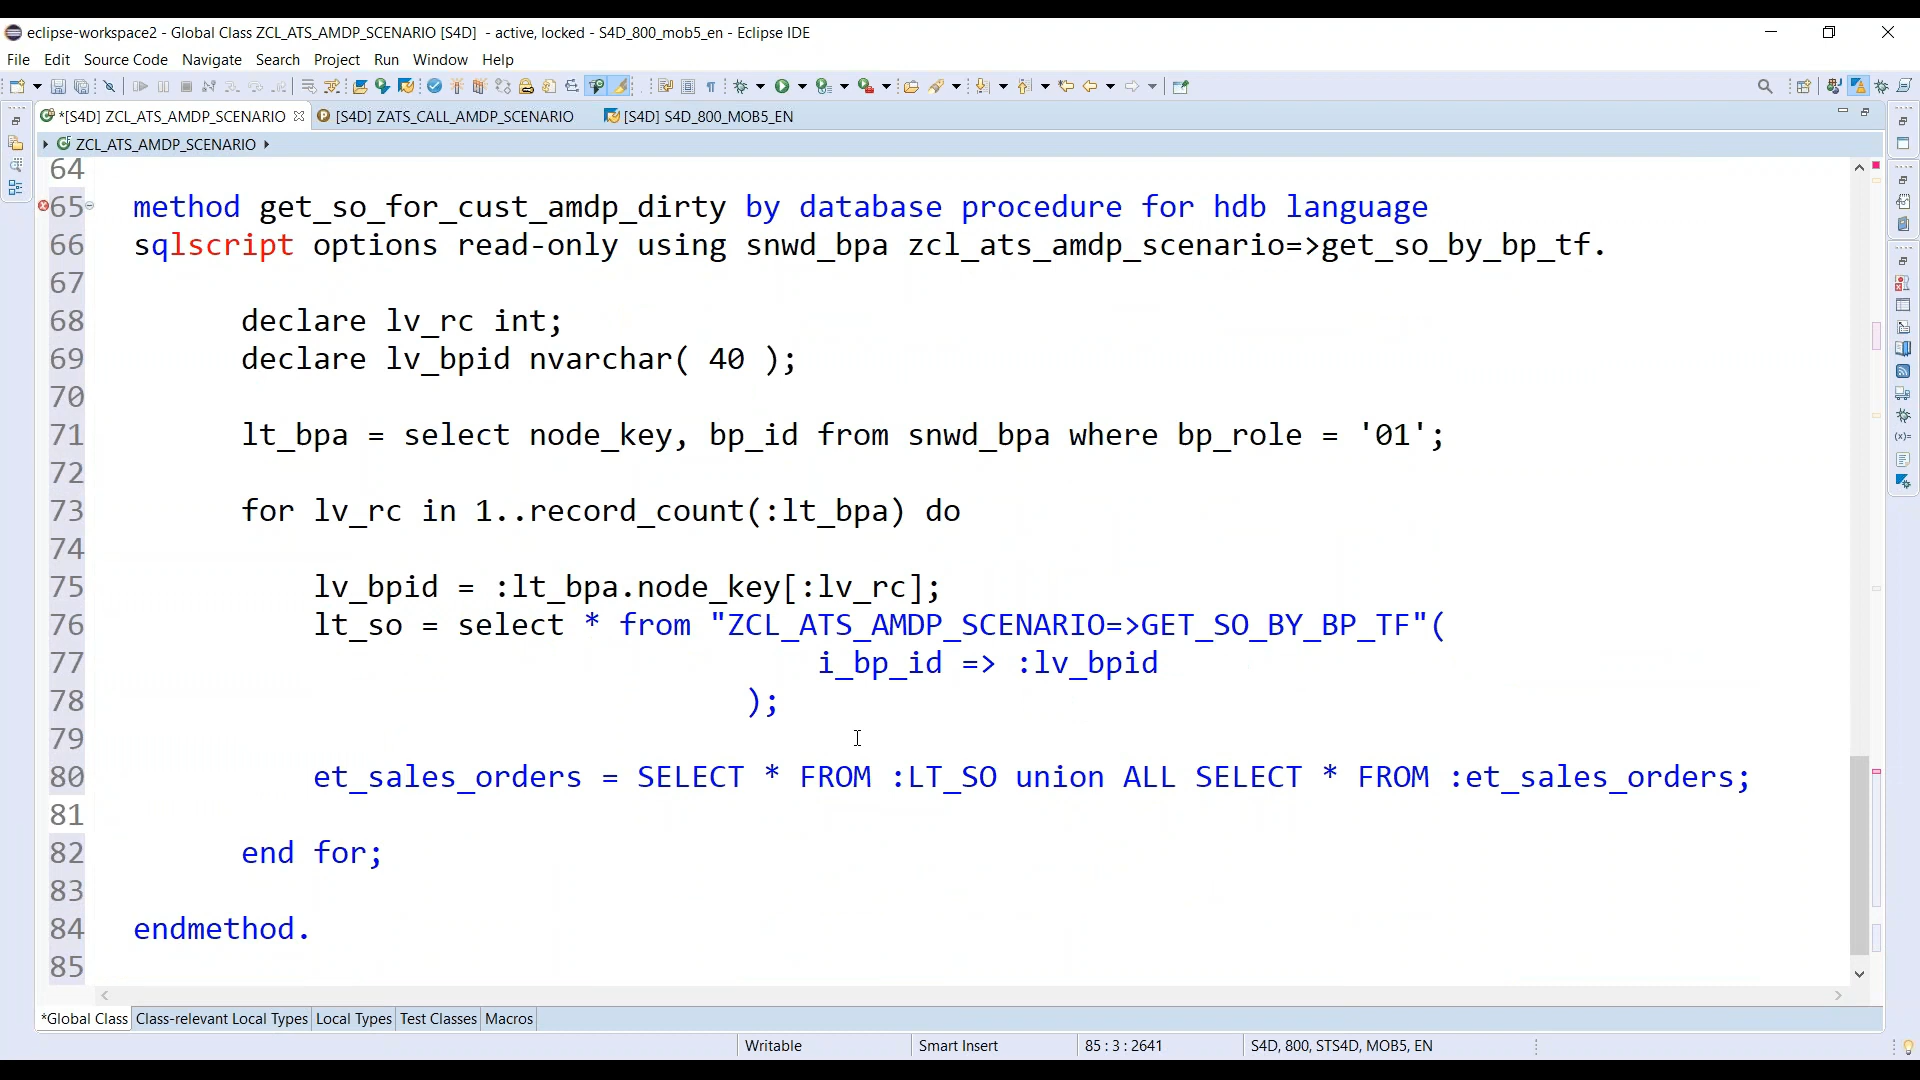 eclipse-workspace2 - Global Class ZCL_ATS_AMDP_SCENARIO [S4D] - active, locked - S4D_800_mob5_en - Eclipse IDE
File Edit Source Code Navigate Search Project Run Window Help
*[S4D] ZCL_ATS_AMDP_SCENARIO [S4D] ZATS_CALL_AMDP_SCENARIO [S4D] S4D_800_MOB5_EN
ZCL_ATS_AMDP_SCENARIO
64
65 method get_so_for_cust_amdp_dirty by database procedure for hdb language
66 sqlscript options read-only using snwd_bpa zcl_ats_amdp_scenario=>get_so_by_bp_tf.
67
68 declare lv_rc int;
69 declare lv_bpid nvarchar( 40 );
70
71 lt_bpa = select node_key, bp_id from snwd_bpa where bp_role = '01';
72
73 for lv_rc in 1..record_count(:lt_bpa) do
74
75 lv_bpid = :lt_bpa.node_key[:lv_rc];
76 lt_so = select * from "ZCL_ATS_AMDP_SCENARIO=>GET_SO_BY_BP_TF"(
77 i_bp_id => :lv_bpid
78 );
79
80 et_sales_orders = SELECT * FROM :LT_SO union ALL SELECT * FROM :et_sales_orders;
81
82 end for;
83
84 endmethod.
85
*Global Class Class-relevant Local Types Local Types Test Classes Macros
Writable Smart Insert 85 : 3 : 2641 S4D, 800, STS4D, MOB5, EN